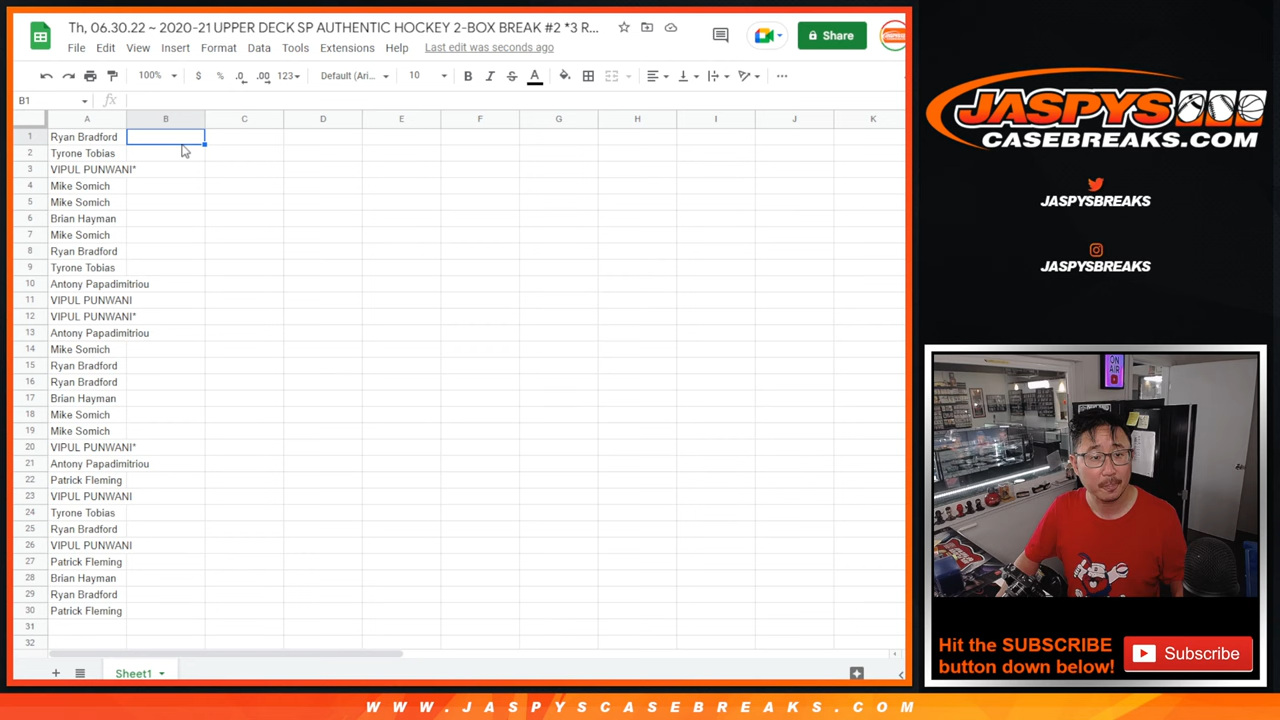 Th, 06.30.22 ~ 2020-21 UPPER DECK SP AUTHENTIC HOCKEY 2-BOX BREAK #2 *3 R...
File Edit View Insert Format Data Tools Extensions Help Last edit was seconds ago
Share
100% $ % .0 .00 123 Default (Ari... 10 B I S A
B1 fx
A B C D E F G H I J K
1 Ryan Bradford
2 Tyrone Tobias
3 VIPUL PUNWANI*
4 Mike Somich
5 Mike Somich
6 Brian Hayman
7 Mike Somich
8 Ryan Bradford
9 Tyrone Tobias
10 Antony Papadimitriou
11 VIPUL PUNWANI
12 VIPUL PUNWANI*
13 Antony Papadimitriou
14 Mike Somich
15 Ryan Bradford
16 Ryan Bradford
17 Brian Hayman
18 Mike Somich
19 Mike Somich
20 VIPUL PUNWANI*
21 Antony Papadimitriou
22 Patrick Fleming
23 VIPUL PUNWANI
24 Tyrone Tobias
25 Ryan Bradford
26 VIPUL PUNWANI
27 Patrick Fleming
28 Brian Hayman
29 Ryan Bradford
30 Patrick Fleming
31
32
Sheet1
JASPYS
CASEBREAKS.COM
JASPYSBREAKS
JASPYSBREAKS
ON
AIR
Hit the SUBSCRIBE
button down below!
Subscribe
WWW.JASPYSCASEBREAKS.COM